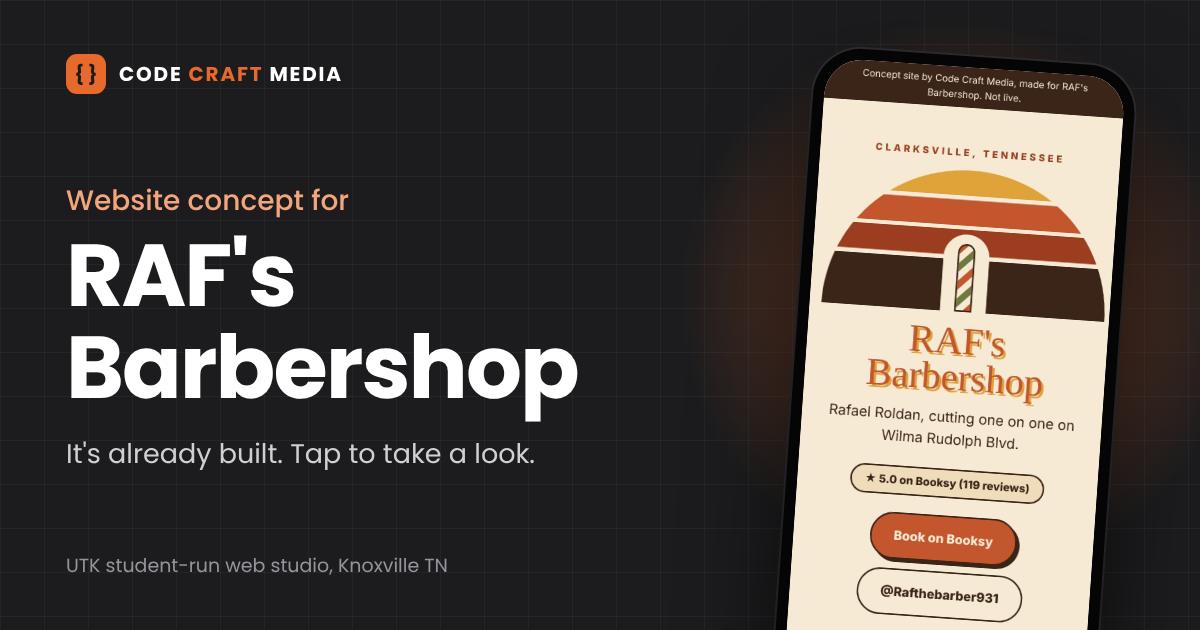 { } CODE CRAFT MEDIA
Website concept for
RAF's
Barbershop
It's already built. Tap to take a look.
UTK student-run web studio, Knoxville TN
Concept site by Code Craft Media, made for RAF's
Barbershop. Not live.
CLARKSVILLE, TENNESSEE
RAF's
Barbershop
Rafael Roldan, cutting one on one on
Wilma Rudolph Blvd.
★ 5.0 on Booksy (119 reviews)
Book on Booksy
@Rafthebarber931